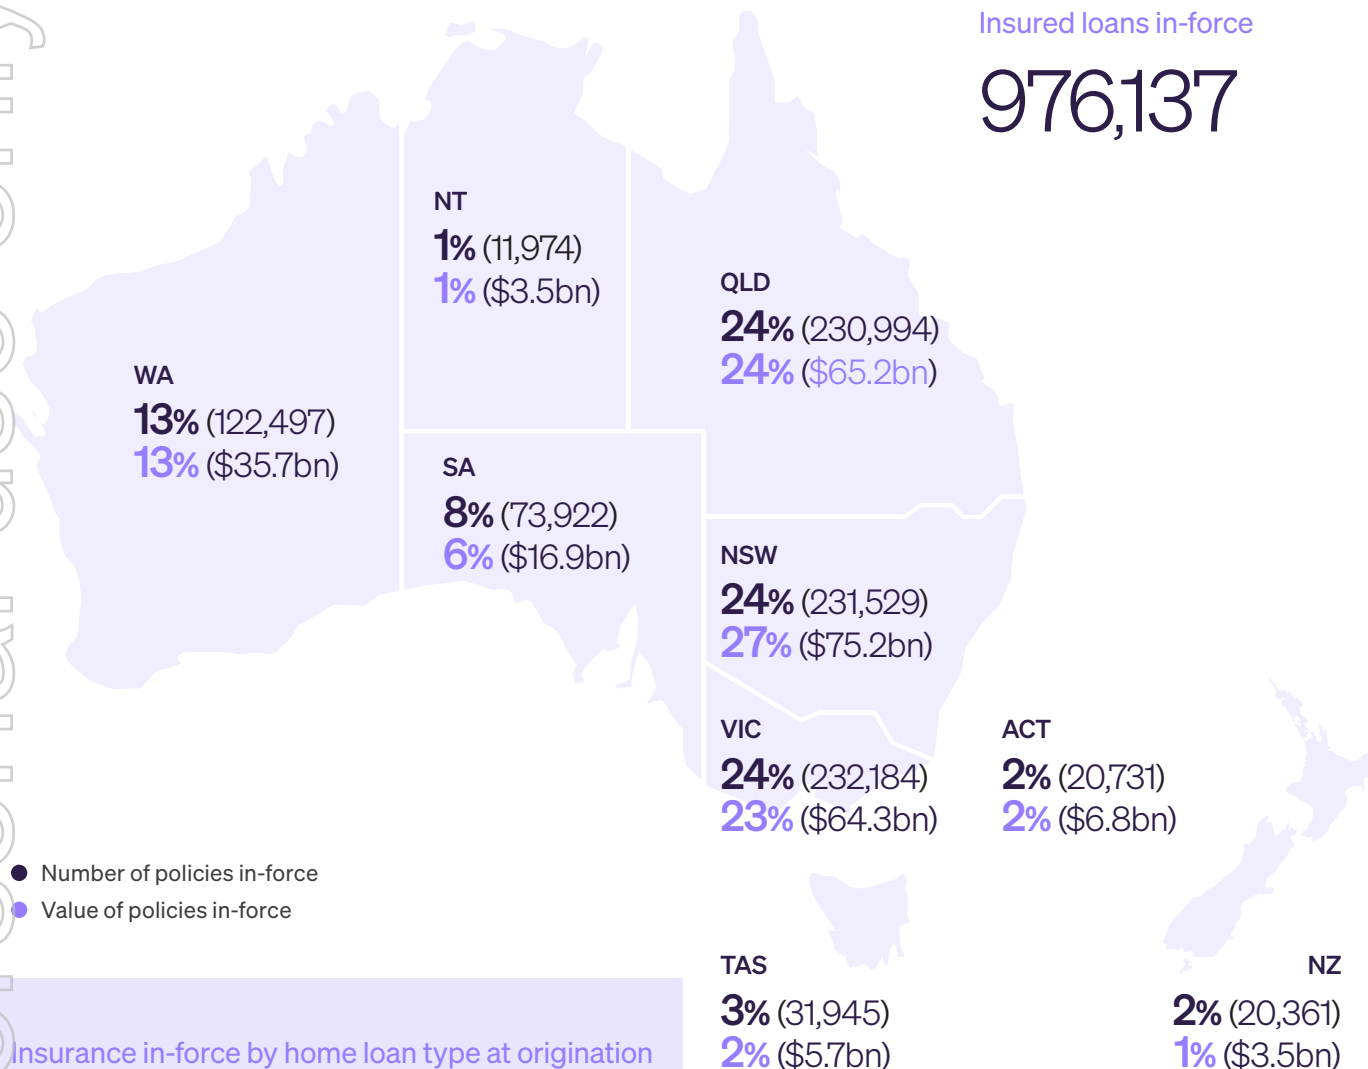 Insured loans in-force
976,137
NT
1% (11,974)
1% ($3.5bn)
QLD
24% (230,994)
24% ($65.2bn)
WA
13% (122,497)
13% ($35.7bn)
SA
8% (73,922)
6% ($16.9bn)
NSW
24% (231,529)
27% ($75.2bn)
VIC
24% (232,184)
23% ($64.3bn)
ACT
2% (20,731)
2% ($6.8bn)
Number of policies in-force
Value of policies in-force
TAS
3% (31,945)
2% ($5.7bn)
NZ
2% (20,361)
1% ($3.5bn)
Insurance in-force by home loan type at origination